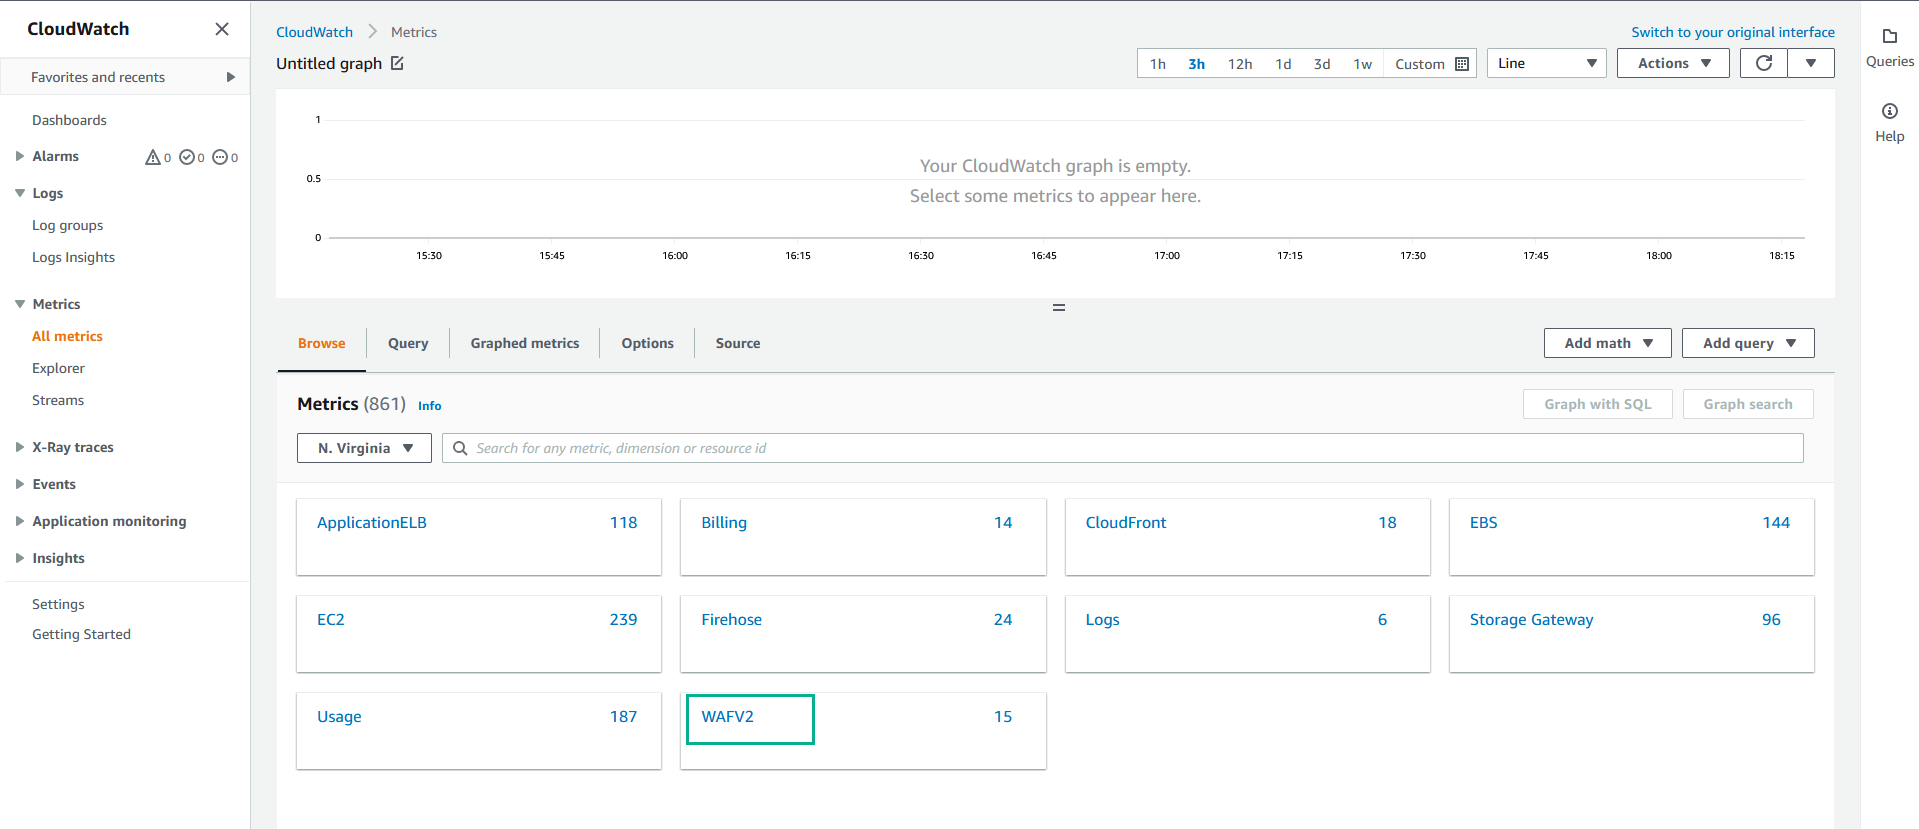 CloudWatch
Favorites and recents
Dashboards
Alarms 0 0 0
Logs
Log groups
Logs Insights
Metrics
All metrics
Explorer
Streams
X-Ray traces
Events
Application monitoring
Insights
Settings
Getting Started
CloudWatch Metrics
Switch to your original interface
Untitled graph
1h 3h 12h 1d 3d 1w Custom Line Actions
1
0.5
0
Your CloudWatch graph is empty.
Select some metrics to appear here.
15:30 15:45 16:00 16:15 16:30 16:45 17:00 17:15 17:30 17:45 18:00 18:15
Browse Query Graphed metrics Options Source Add math Add query
Metrics (861) Info Graph with SQL Graph search
N. Virginia Search for any metric, dimension or resource id
ApplicationELB 118 Billing 14 CloudFront 18 EBS 144
EC2 239 Firehose 24 Logs 6 Storage Gateway 96
Usage 187 WAFV2 15
Queries
Help